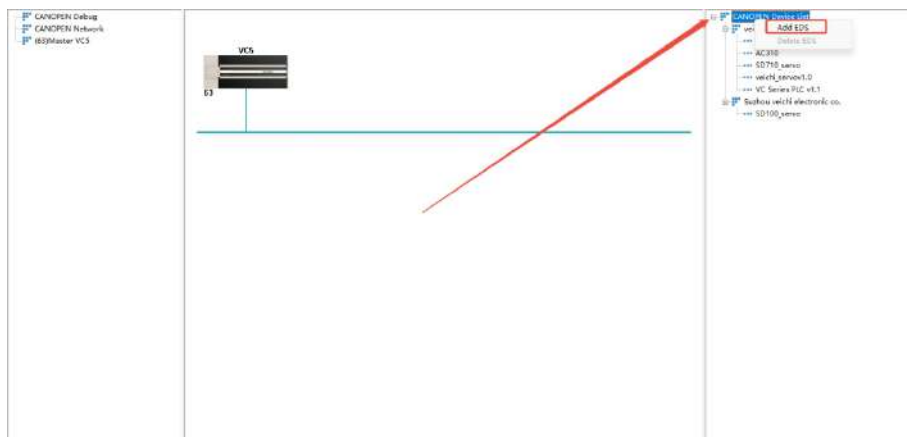 CANOPEN Debug
CANOPEN Network
(63)Master VC5
VC5
63
CANOPEN Device List
Add EDS
Delete EDS
AC310
SD710_servo
veichi_servov1.0
VC Series PLC v1.1
Suzhou veichi electronic co.
SD100_servo